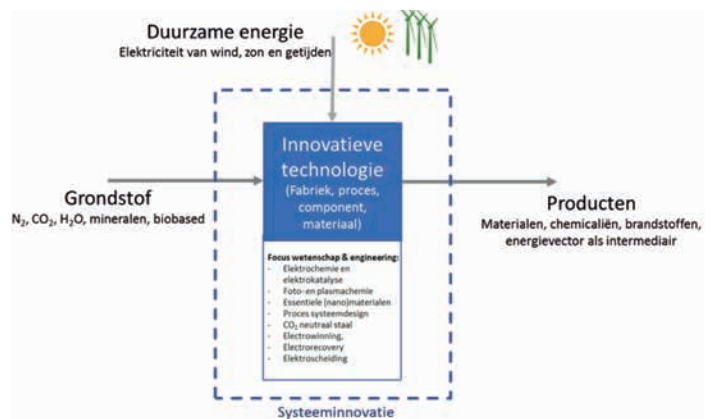 Duurzame energie
Elektriciteit van wind, zon en getijden
Innovatieve
technologie
(Fabriek, proces,
component,
materiaal)
Grondstof
N₂, CO₂, H₂O, mineralen, biobased
Producten
Materialen, chemicaliën, brandstoffen,
energievector als intermediair
Focus wetenschap & engineering:
- Elektrochemie en
elektrokatalyse
- Foto- en plasmachemie
- Essentiele (nano)materialen
- Proces systeemdesign
- CO₂ neutraal staal
- Electrowinning,
- Electrorecovery
- Elektroscheiding
Systeeminnovatie